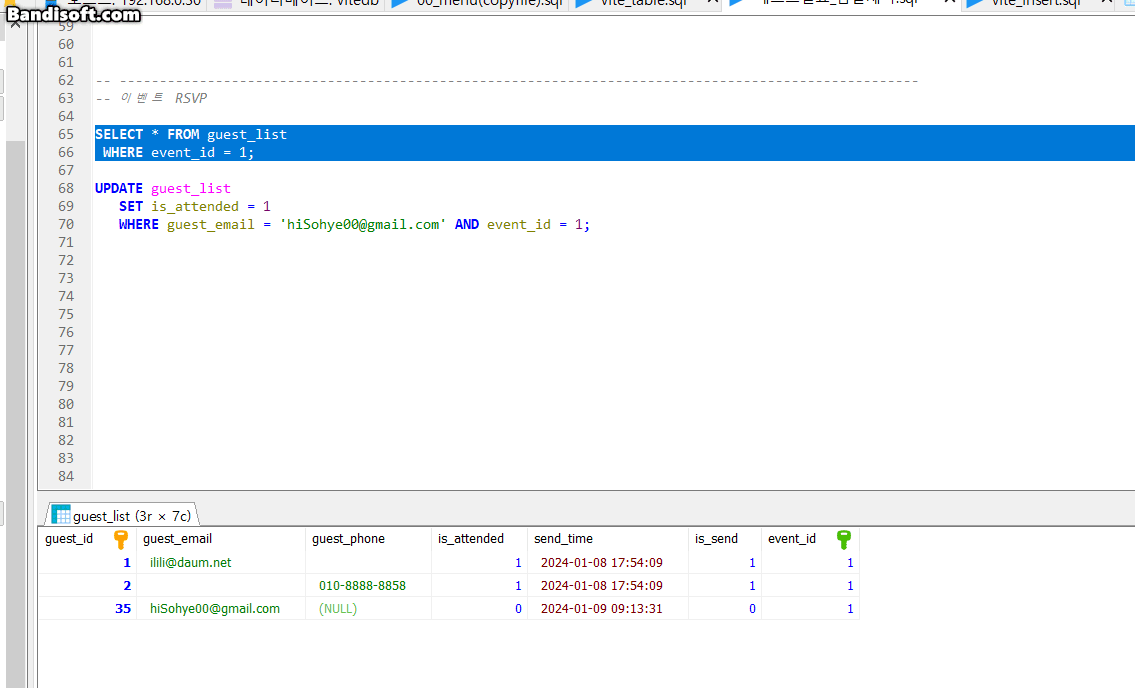 192.168.0.30 vitedb 00_menu(copyfile).sql vite_table.sql vite_insert.sql
Bandisoft.com
59
60
61
62 -- ----------------------------------------------------------------------------------------------------
63 -- 이벤트 RSVP
64
65 SELECT * FROM guest_list
66 WHERE event_id = 1;
67
68 UPDATE guest_list
69 SET is_attended = 1
70 WHERE guest_email = 'hiSohye00@gmail.com' AND event_id = 1;
71
72
73
74
75
76
77
78
79
80
81
82
83
84
guest_list (3r × 7c)
guest_id guest_email guest_phone is_attended send_time is_send event_id
1 ilili@daum.net 1 2024-01-08 17:54:09 1 1
2 010-8888-8858 1 2024-01-08 17:54:09 1 1
35 hiSohye00@gmail.com (NULL) 0 2024-01-09 09:13:31 0 1